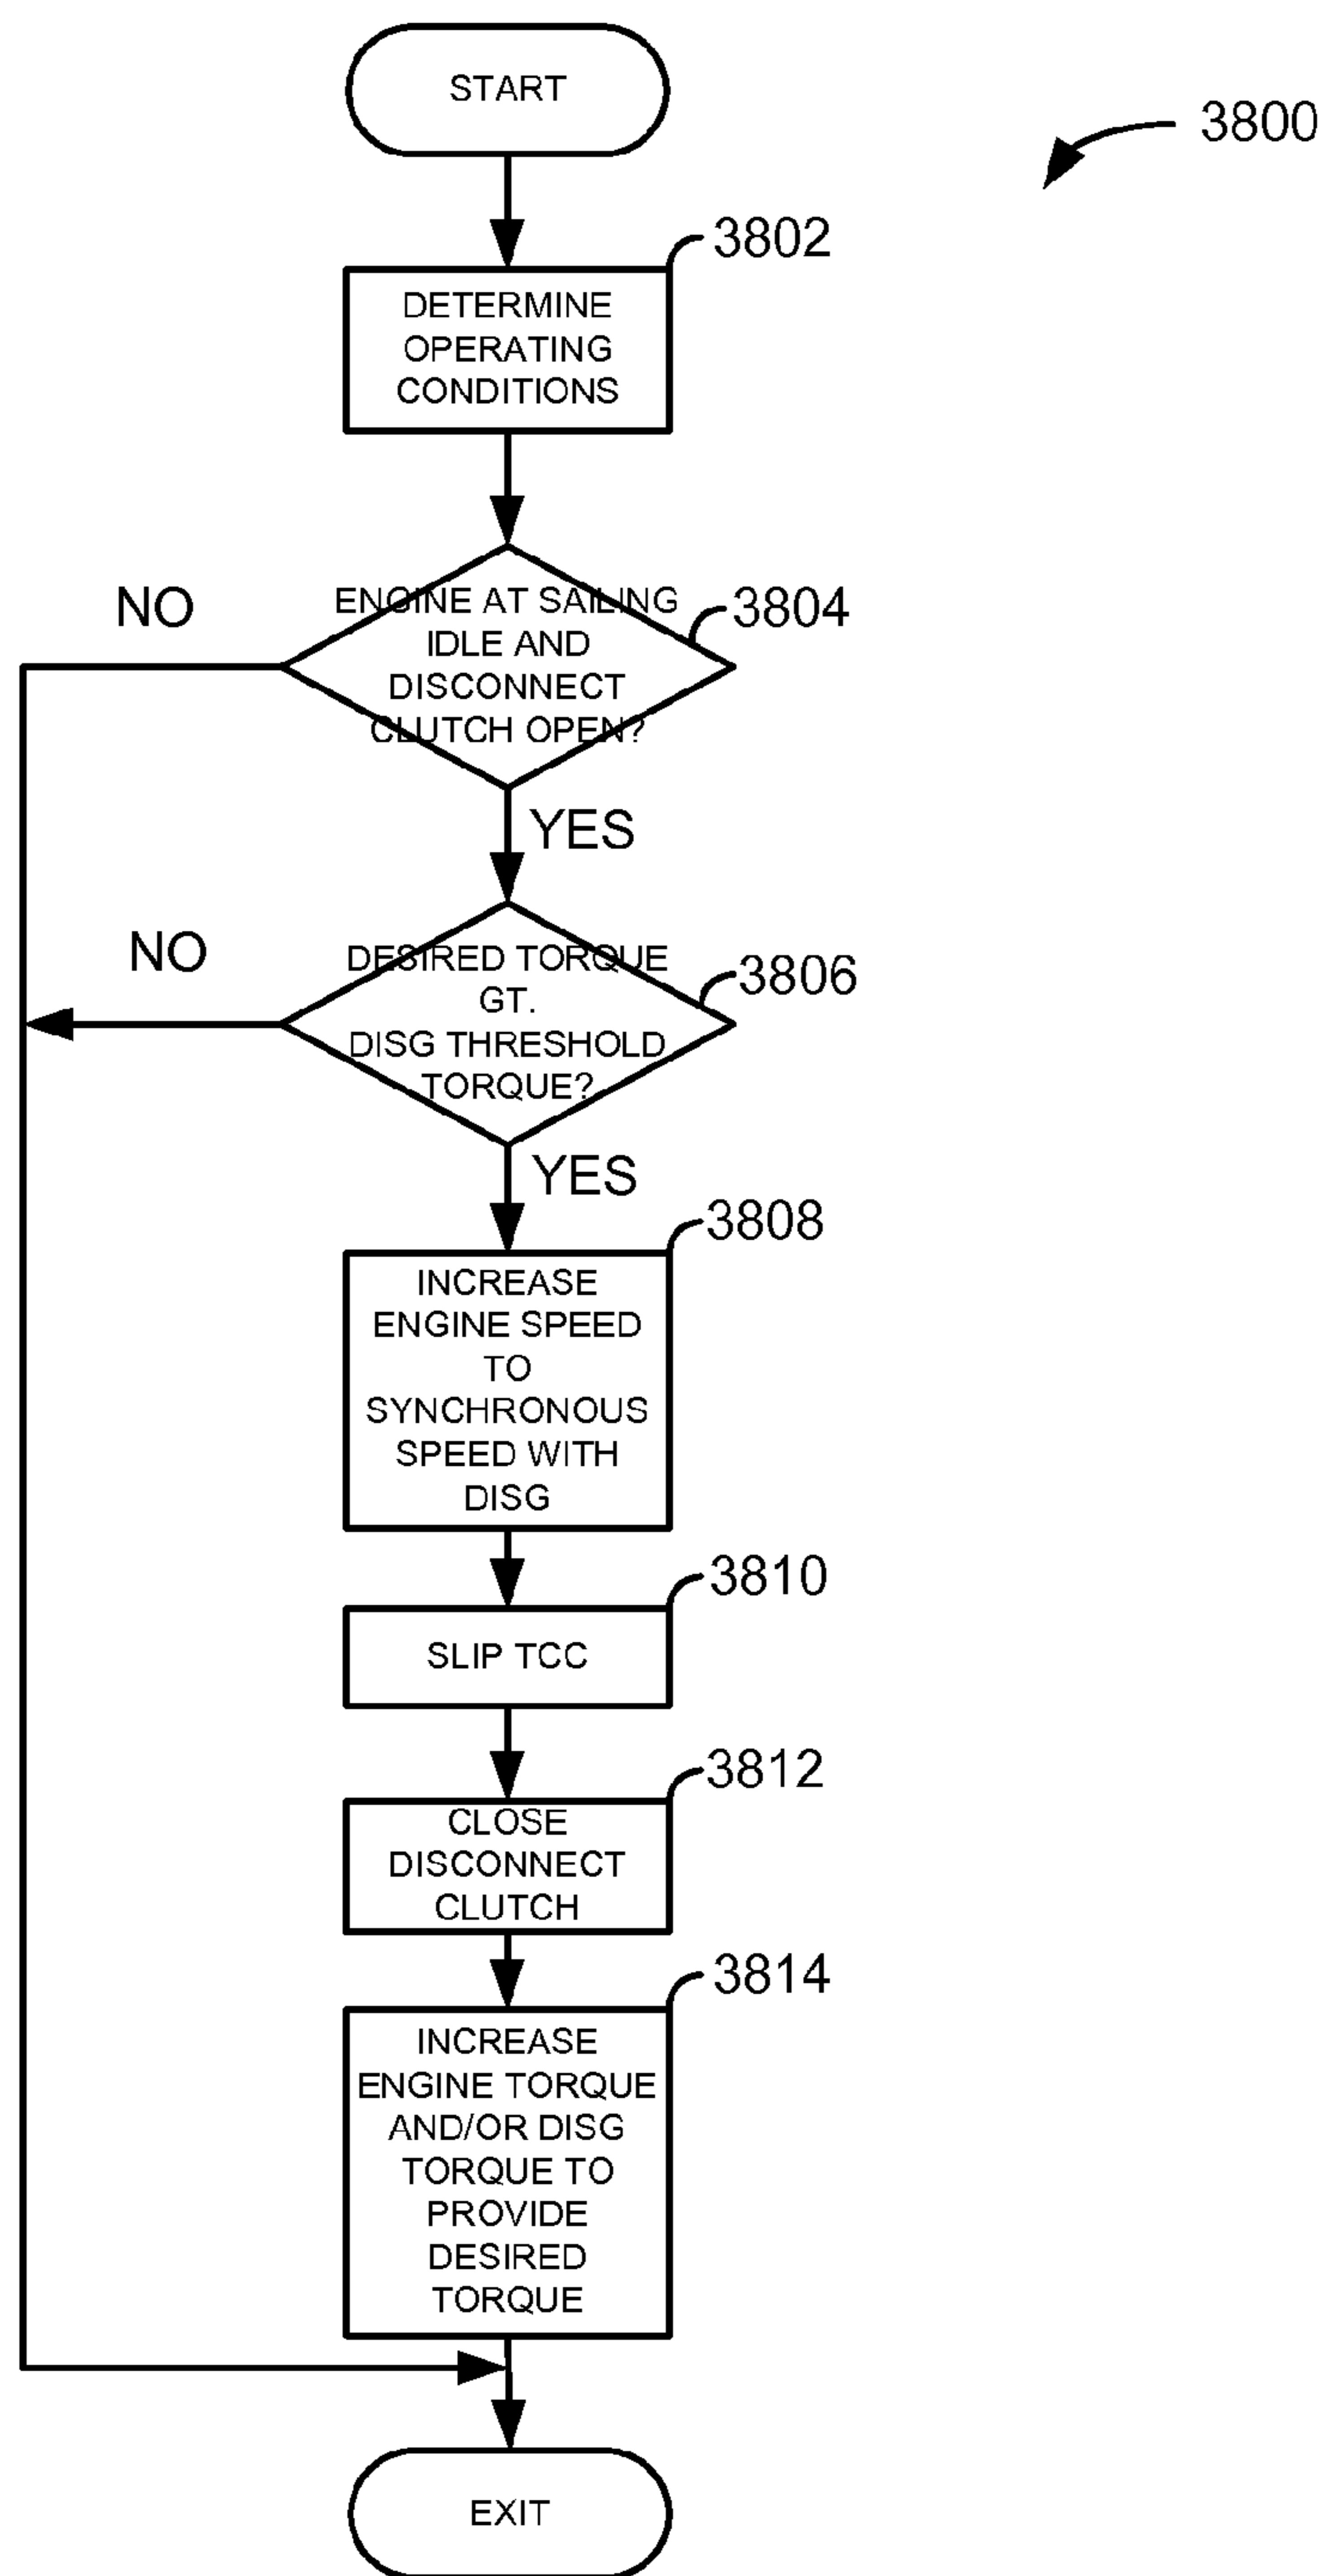 START
3800
3802
DETERMINE
OPERATING
CONDITIONS
NO
ENGINE AT SAILING
IDLE AND
DISCONNECT
CLUTCH OPEN?
3804
YES
NO
DESIRED TORQUE
GT.
DISG THRESHOLD
TORQUE?
3806
YES
3808
INCREASE
ENGINE SPEED
TO
SYNCHRONOUS
SPEED WITH
DISG
3810
SLIP TCC
3812
CLOSE
DISCONNECT
CLUTCH
3814
INCREASE
ENGINE TORQUE
AND/OR DISG
TORQUE TO
PROVIDE
DESIRED
TORQUE
EXIT